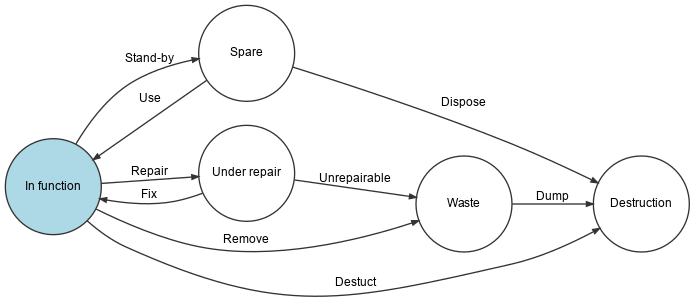 Stand-by
Spare
Use
Dispose
In function
Repair
Fix
Under repair
Unrepairable
Waste
Dump
Destruction
Remove
Destuct